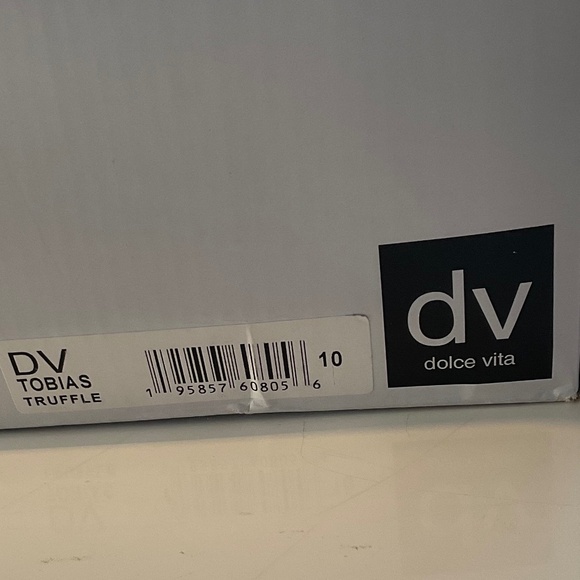 DV
TOBIAS
TRUFFLE
1 95857 60805 6
10
dv
dolce vita